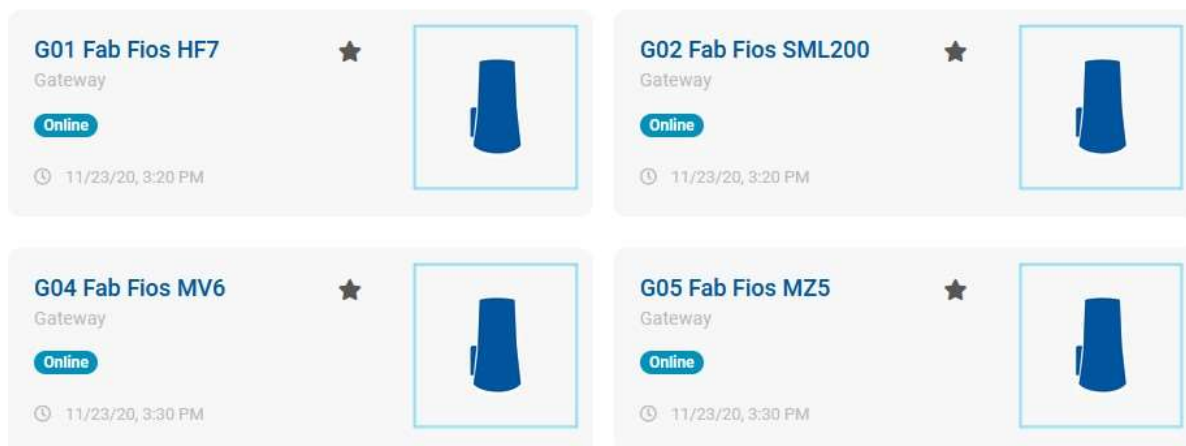 G01 Fab Fios HF7
Gateway
Online
11/23/20, 3:20 PM
G02 Fab Fios SML200
Gateway
Online
11/23/20, 3:20 PM
G04 Fab Fios MV6
Gateway
Online
11/23/20, 3:30 PM
G05 Fab Fios MZ5
Gateway
Online
11/23/20, 3:30 PM